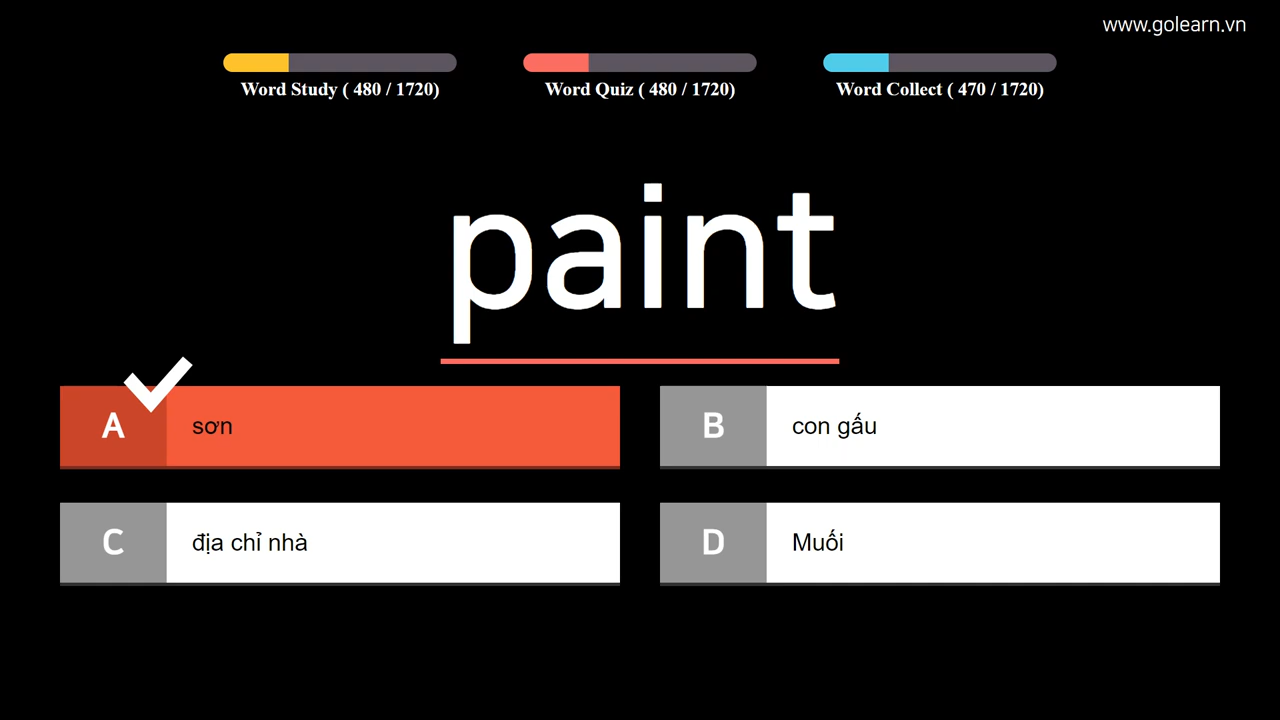 www.golearn.vn
Word Study ( 480 / 1720)
Word Quiz ( 480 / 1720)
Word Collect ( 470 / 1720)
paint
A sơn
B con gấu
C địa chỉ nhà
D Muối